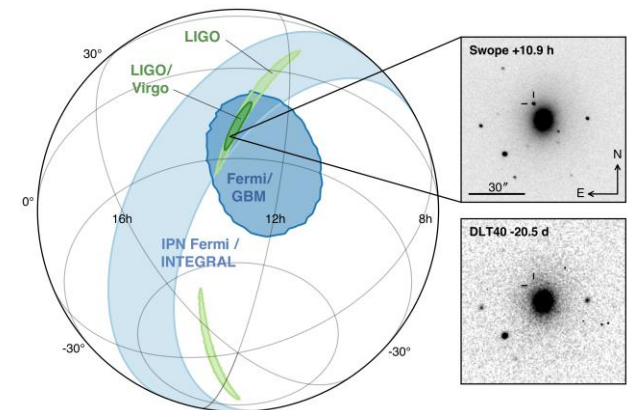 LIGO
LIGO/
Virgo
Fermi/
GBM
IPN Fermi /
INTEGRAL
30°
0°
-30°
-30°
16h
12h
8h
Swope +10.9 h
30"
N
E
DLT40 -20.5 d